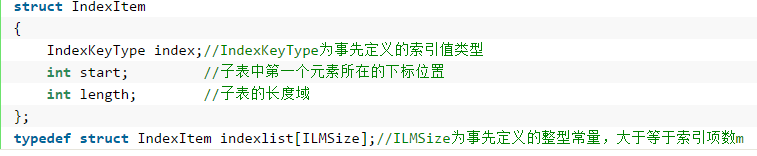 struct IndexItem
{
    IndexKeyType index;//IndexKeyType为事先定义的索引值类型
    int start;        //子表中第一个元素所在的下标位置
    int length;       //子表的长度域
};
typedef struct IndexItem indexlist[ILMSize];//ILMSize为事先定义的整型常量，大于等于索引项数m